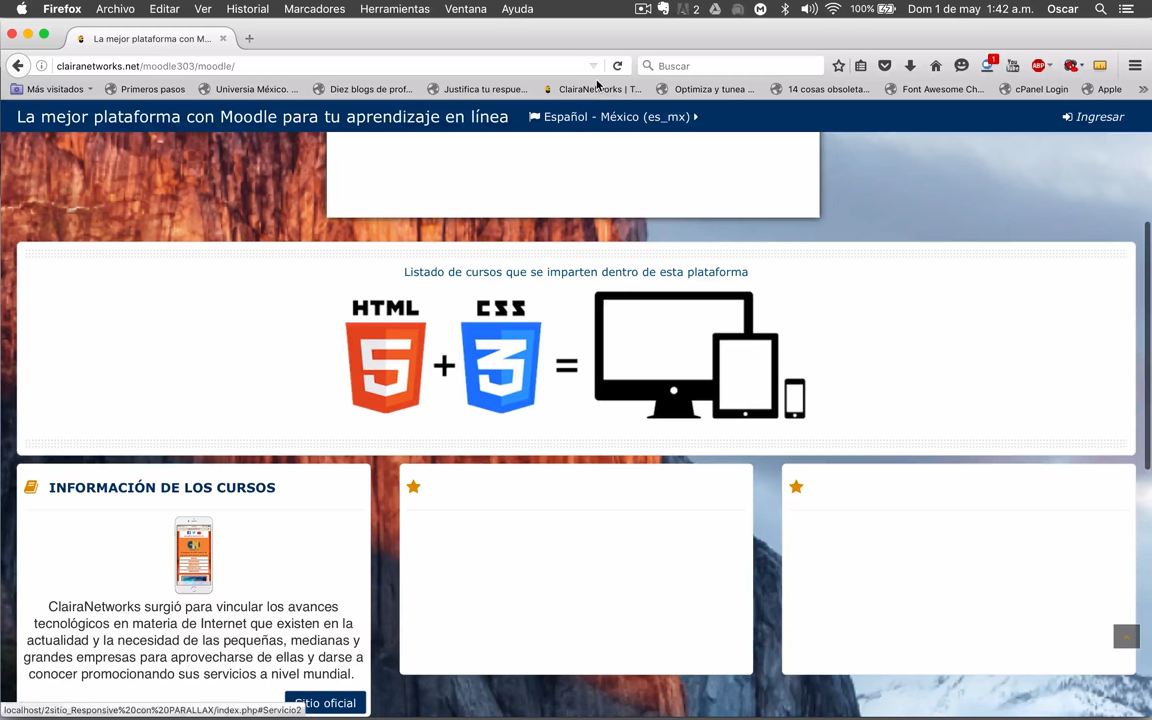 Firefox Archivo Editar Ver Historial Marcadores Herramientas Ventana Ayuda 2 100% Dom 1 de may 1:42 a.m. Oscar
La mejor plataforma con M...
clairanetworks.net/moodle303/moodle/ Buscar 1 You Tube ABP
Más visitados Primeros pasos Universia México. ... Diez blogs de prof... Justifica tu respue... ClairaNetworks | T... Optimiza y tunea ... 14 cosas obsoleta... Font Awesome Ch... cPanel Login Apple
La mejor plataforma con Moodle para tu aprendizaje en línea Español - México (es_mx) Ingresar
Listado de cursos que se imparten dentro de esta plataforma
HTML CSS
5 + 3 =
INFORMACIÓN DE LOS CURSOS
ClairaNetworks surgió para vincular los avances
tecnológicos en materia de Internet que existen en la
actualidad y la necesidad de las pequeñas, medianas y
grandes empresas para aprovecharse de ellas y darse a
conocer promocionando sus servicios a nivel mundial.
Sitio oficial
localhost/2sitio_Responsive%20con%20PARALLAX/index.php#Servicio2